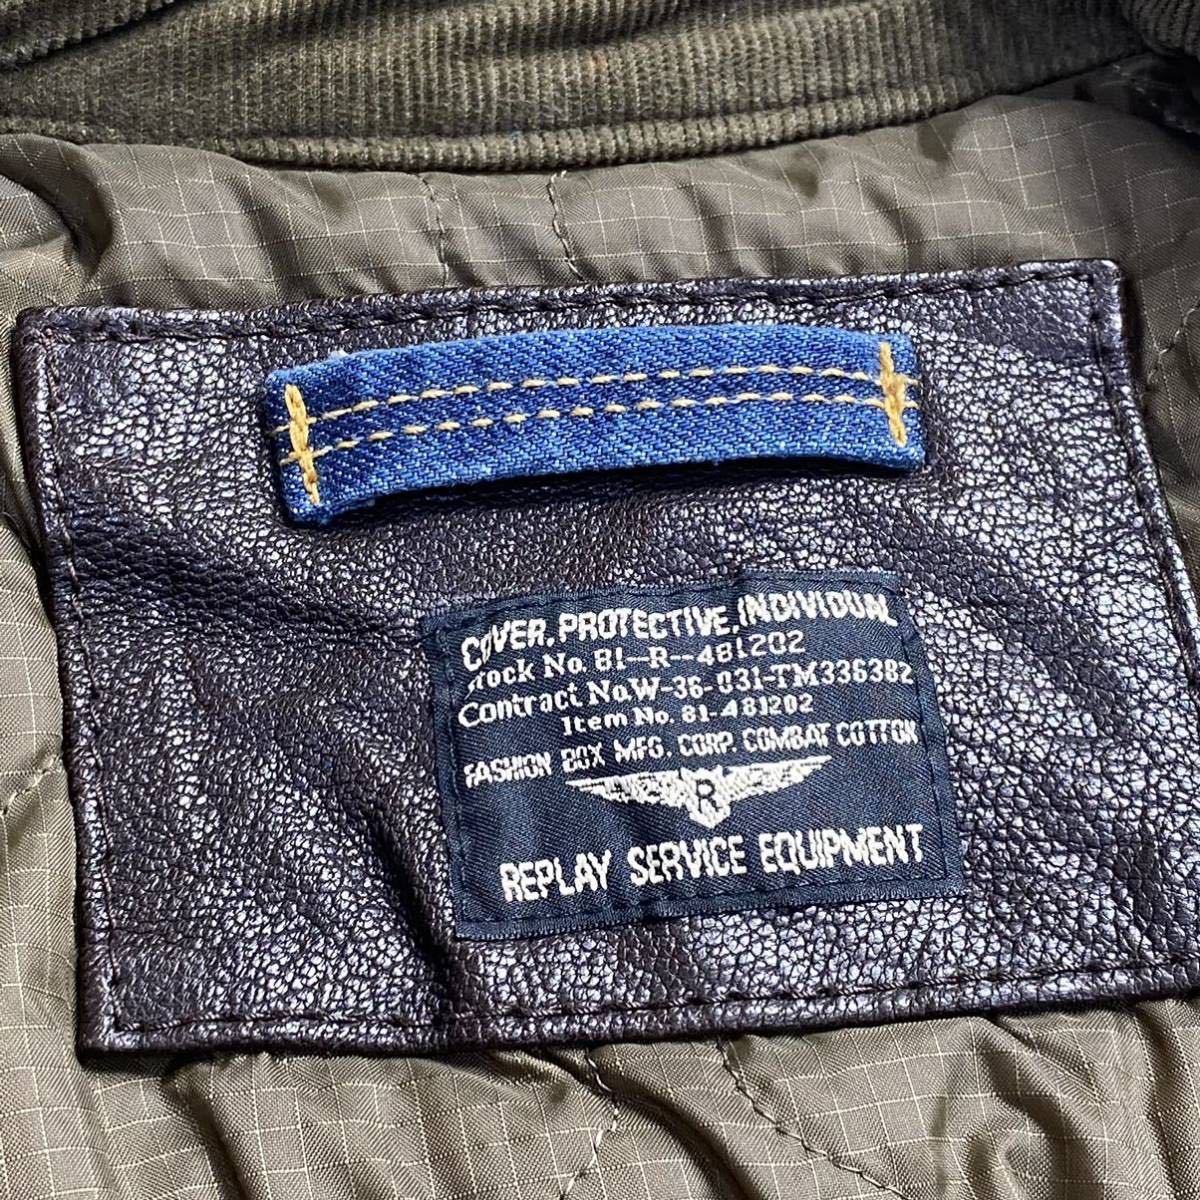 COVER, PROTECTIVE, INDIVIDUAL
Stock No. 81--R--481202
Contract No.W-36-031-TM336382
Item No. 81-481202
FASHION BOX MFG. CORP. COMBAT COTTON
R
REPLAY SERVICE EQUIPMENT